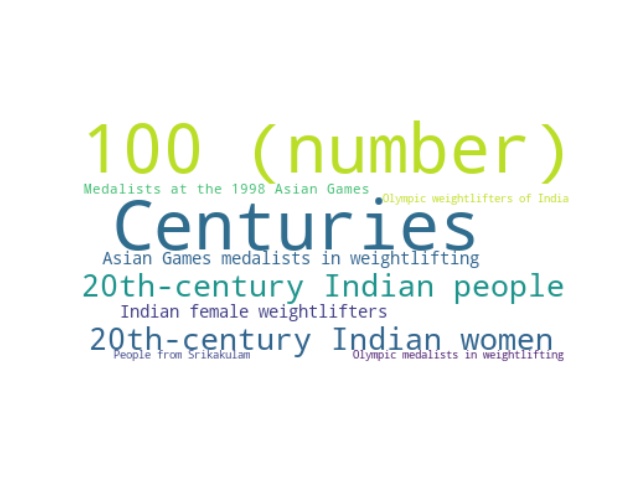 100 (number)
Medalists at the 1998 Asian Games
Olympic weightlifters of India
Centuries
Asian Games medalists in weightlifting
20th-century Indian people
Indian female weightlifters
20th-century Indian women
People from Srikakulam
Olympic medalists in weightlifting